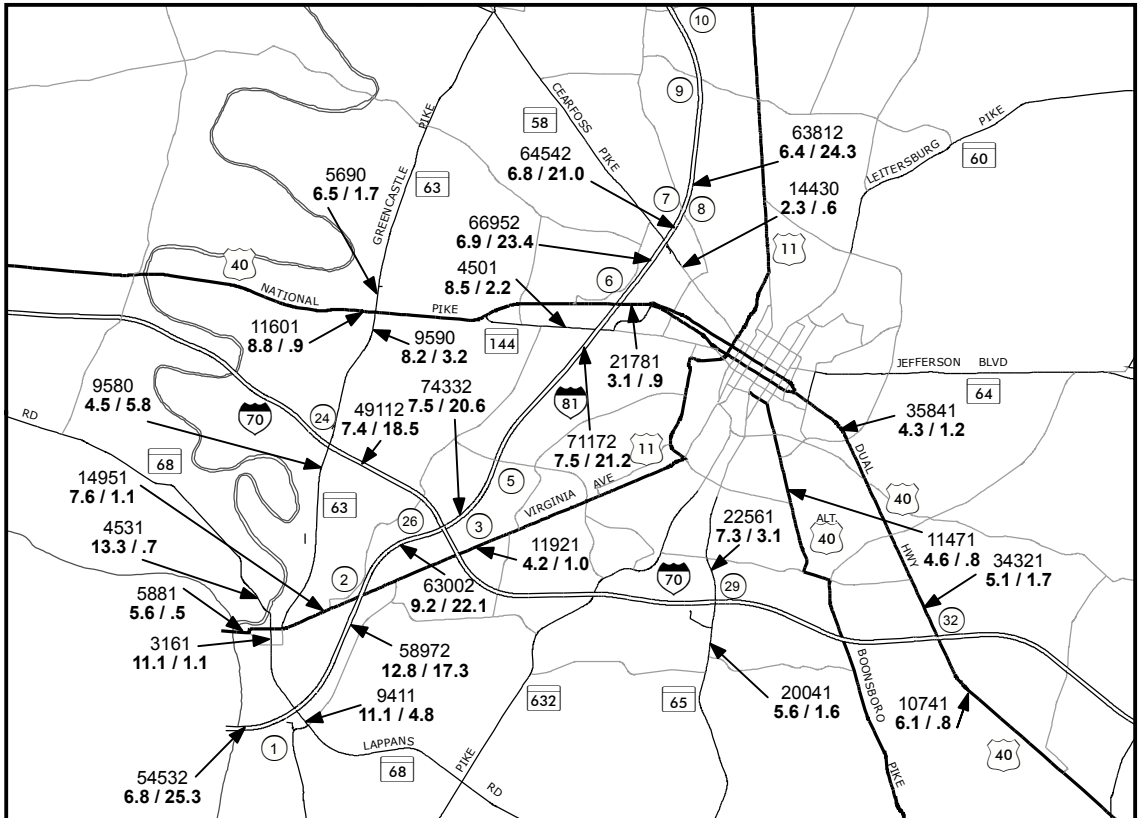 10
9
CEARFOSS
PIKE
58
63812
6.4 / 24.3
PIKE
LEITERSBURG
60
64542
6.8 / 21.0
PIKE
GREENCASTLE
63
5690
6.5 / 1.7
7
8
14430
2.3 / .6
66952
6.9 / 23.4
11
40
4501
8.5 / 2.2
6
NATIONAL
PIKE
11601
8.8 / .9
9590
8.2 / 3.2
144
21781
3.1 / .9
JEFFERSON BLVD
64
9580
4.5 / 5.8
74332
7.5 / 20.6
81
RD
70
24
49112
7.4 / 18.5
35841
4.3 / 1.2
71172
7.5 / 21.2
11
DUAL
68
14951
7.6 / 1.1
5
VIRGINIA AVE
40
63
26
3
22561
7.3 / 3.1
ALT.
40
11471
4.6 / .8
4531
13.3 / .7
11921
4.2 / 1.0
HWY
34321
5.1 / 1.7
2
63002
9.2 / 22.1
70
29
5881
5.6 / .5
32
3161
11.1 / 1.1
58972
12.8 / 17.3
BOONSBORO
9411
11.1 / 4.8
632
65
20041
5.6 / 1.6
10741
6.1 / .8
1
LAPPANS
68
PIKE
RD
40
54532
6.8 / 25.3
PIKE